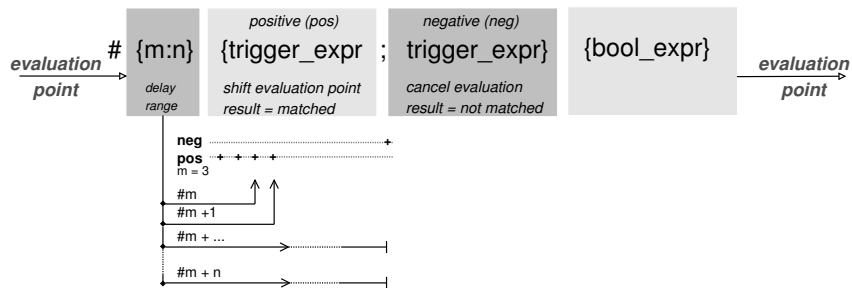 positive (pos)
negative (neg)
# {m:n} {trigger_expr ; trigger_expr} {bool_expr}
evaluation point
delay range
shift evaluation point
result = matched
cancel evaluation
result = not matched
evaluation point
neg
pos
m = 3
#m
#m +1
#m + ...
#m + n